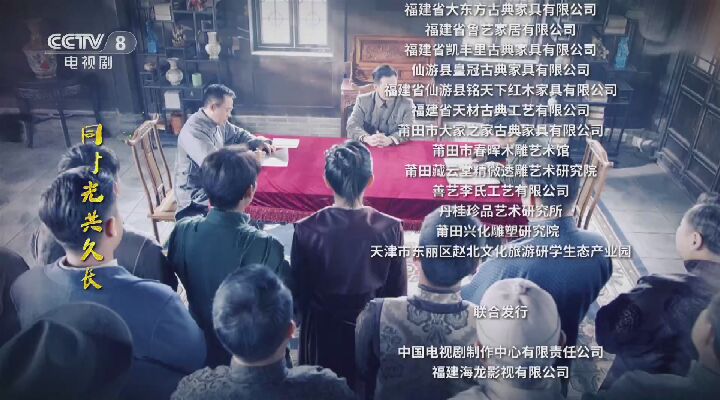 CCTV 8
电视剧
同时光共久长
福建省大东方古典家具有限公司
福建省鲁艺家居有限公司
福建省凯丰里古典家具有限公司
仙游县皇冠古典家具有限公司
福建省仙游县铭天下红木家具有限公司
福建省天材古典工艺有限公司
莆田市大家之家古典家具有限公司
莆田市春晖木雕艺术馆
莆田藏云堂精微透雕艺术研究院
善艺李氏工艺有限公司
丹桂珍品艺术研究所
莆田兴化雕塑研究院
天津市东丽区赵北文化旅游研学生态产业园
联合发行
中国电视剧制作中心有限责任公司
福建海龙影视有限公司